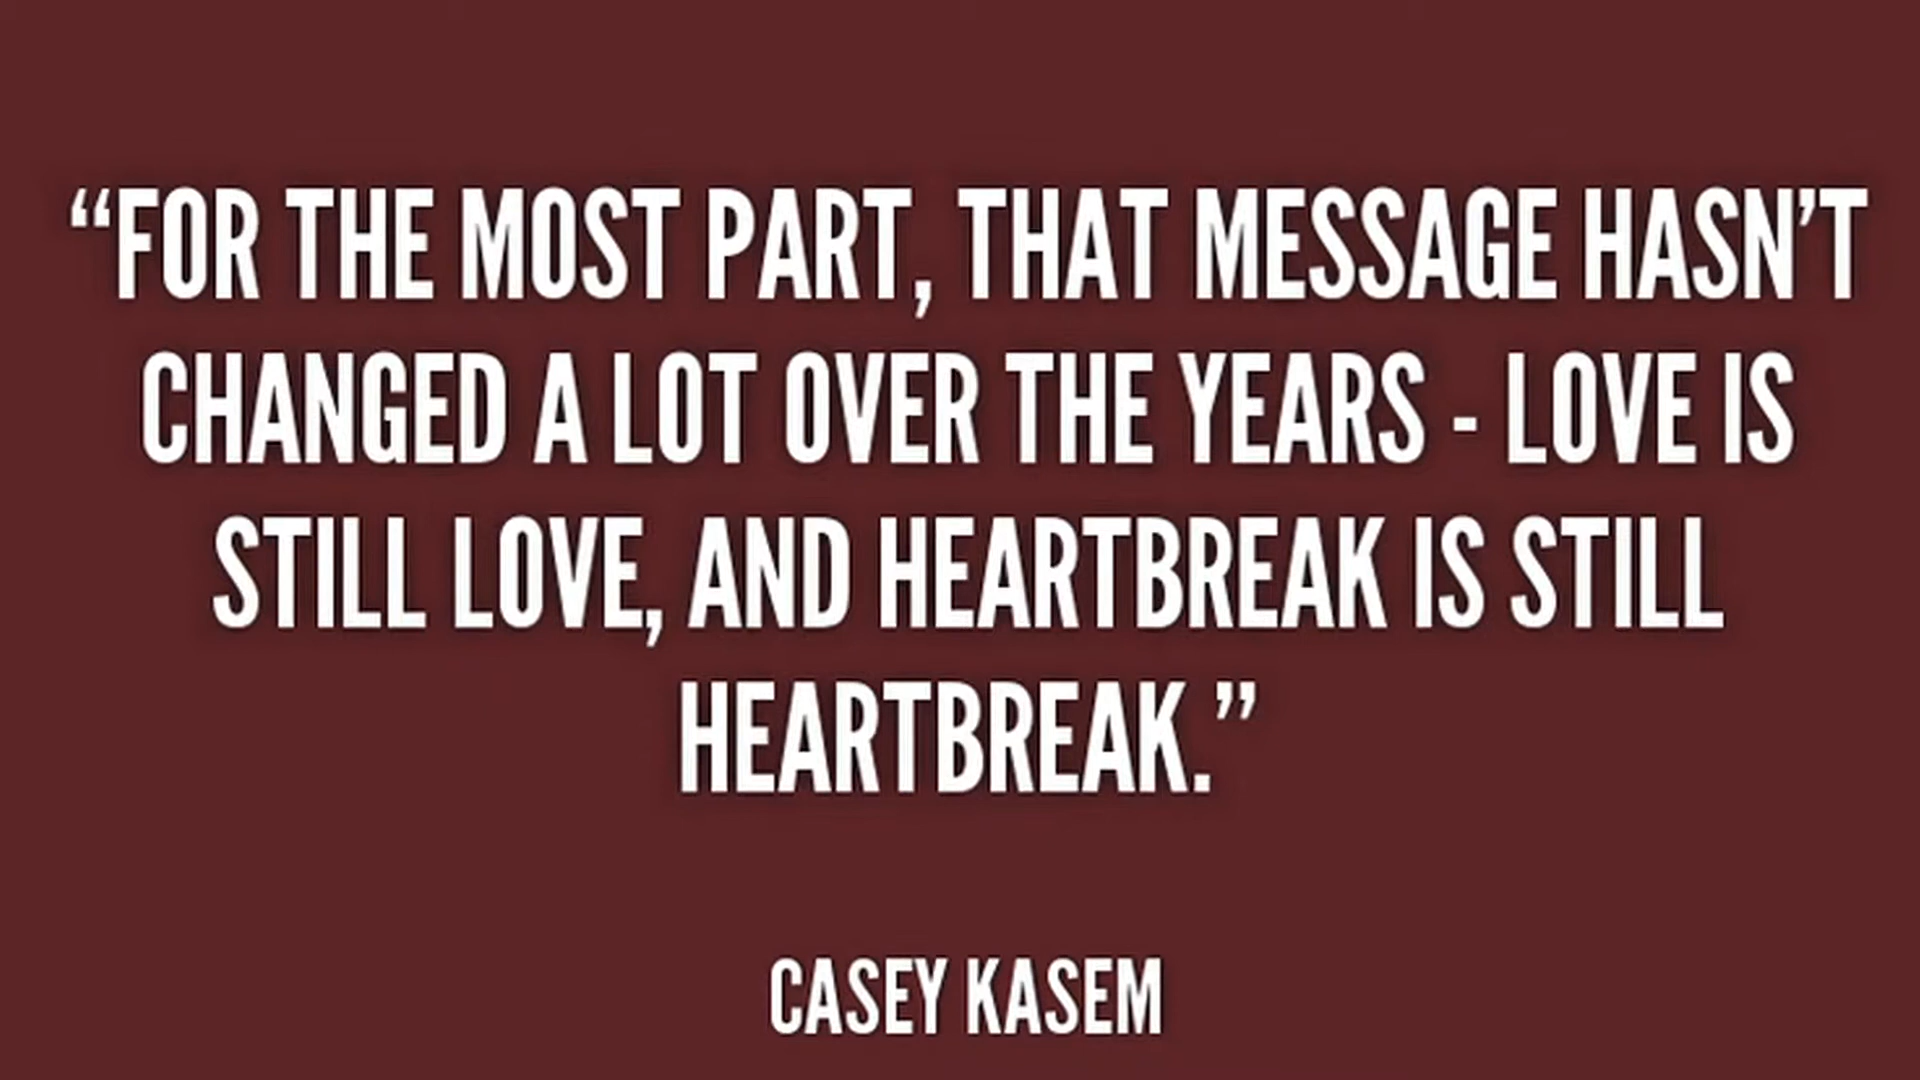 “FOR THE MOST PART, THAT MESSAGE HASN’T
CHANGED A LOT OVER THE YEARS - LOVE IS
STILL LOVE, AND HEARTBREAK IS STILL
HEARTBREAK.”
CASEY KASEM